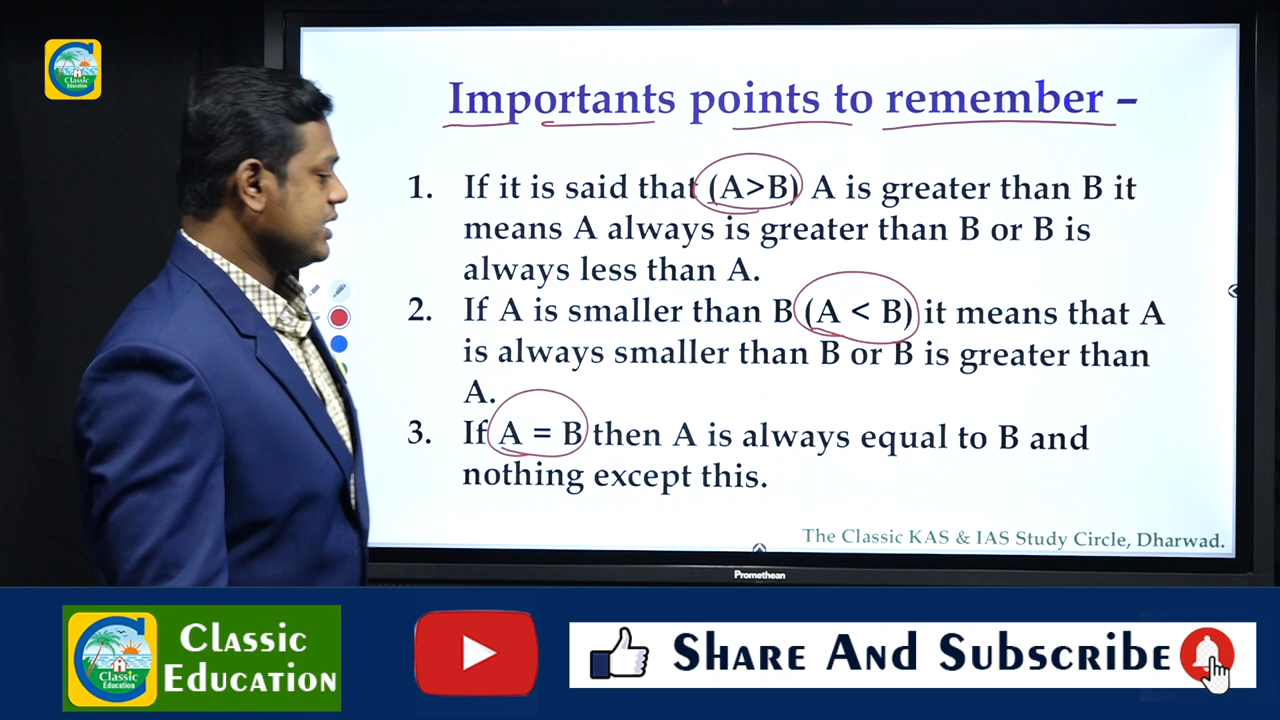 Classic
Education
Importants points to remember –
1. If it is said that (A>B) A is greater than B it
means A always is greater than B or B is
always less than A.
2. If A is smaller than B (A < B) it means that A
is always smaller than B or B is greater than
A.
3. If A = B then A is always equal to B and
nothing except this.
The Classic KAS & IAS Study Circle, Dharwad.
Promethean
Classic
Education
Classic
Education
Share And Subscribe